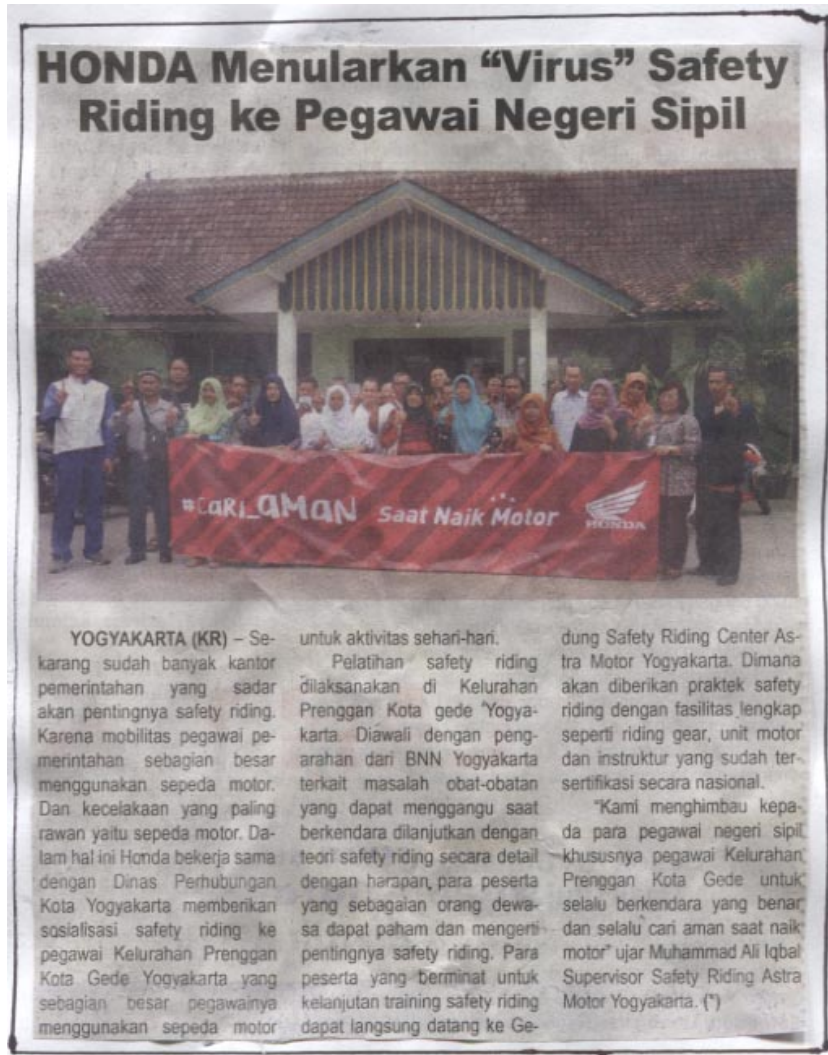 HONDA Menularkan “Virus” Safety
Riding ke Pegawai Negeri Sipil
#CARI_AMAN Saat Naik Motor
HONDA
YOGYAKARTA (KR) – Se-
karang sudah banyak kantor
pemerintahan yang sadar
akan pentingnya safety riding.
Karena mobilitas pegawai pe-
merintahan sebagian besar
menggunakan sepeda motor.
Dan kecelakaan yang paling
rawan yaitu sepeda motor. Da-
lam hal ini Honda bekerja sama
dengan Dinas Perhubungan
Kota Yogyakarta memberikan
sosialisasi safety riding ke
pegawai Kelurahan Prenggan
Kota Gede Yogyakarta yang
sebagian besar pegawainya
menggunakan sepeda motor
untuk aktivitas sehari-hari.
Pelatihan safety riding
dilaksanakan di Kelurahan
Prenggan Kota gede Yogya-
karta. Diawali dengan peng-
arahan dari BNN Yogyakarta
terkait masalah obat-obatan
yang dapat menggangu saat
berkendara dilanjutkan dengan
teori safety riding secara detail
dengan harapan, para peserta
yang sebagaian orang dewa-
sa dapat paham dan mengerti
pentingnya safety riding. Para
peserta yang berminat untuk
kelanjutan training safety riding
dapat langsung datang ke Ge-
dung Safety Riding Center As-
tra Motor Yogyakarta. Dimana
akan diberikan praktek safety
riding dengan fasilitas lengkap
seperti riding gear, unit motor
dan instruktur yang sudah ter-
sertifikasi secara nasional.
“Kami menghimbau kepa-
da para pegawai negeri sipil
khususnya pegawai Kelurahan
Prenggan Kota Gede untuk
selalu berkendara yang benar
dan selalu cari aman saat naik
motor” ujar Muhammad Ali Iqbal
Supervisor Safety Riding Astra
Motor Yogyakarta. (*)